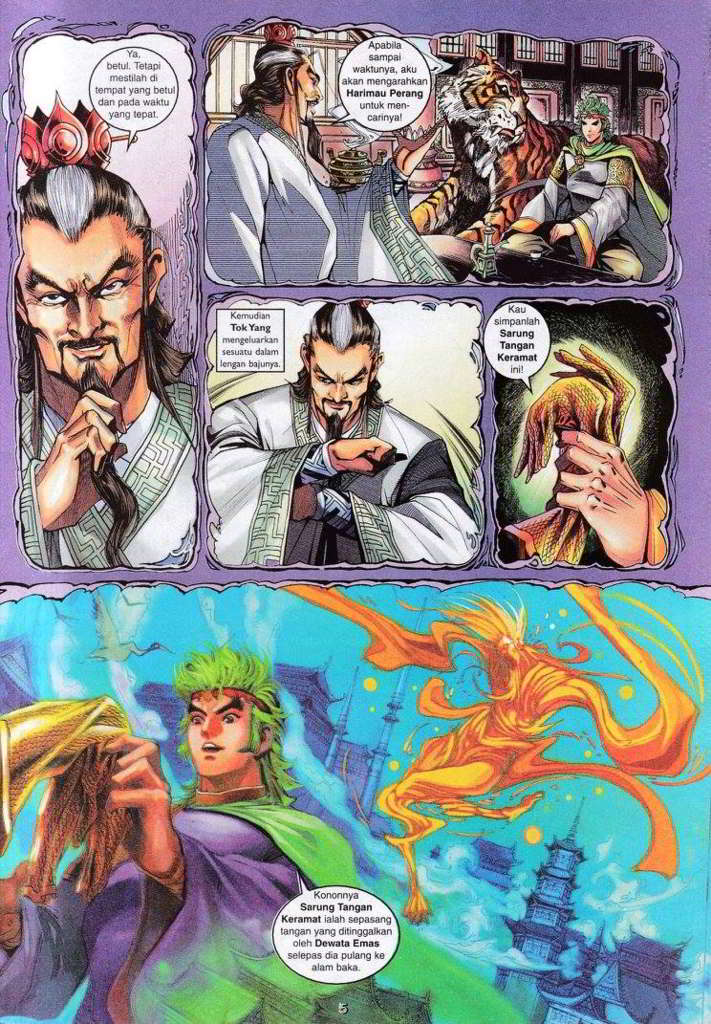 Ya,
betul. Tetapi
mestilah di
tempat yang betul
dan pada waktu
yang tepat.
Apabila
sampai
waktunya, aku
akan mengarahkan
Harimau Perang
untuk men-
carinya!
Kemudian
Tok Yang
mengeluarkan
sesuatu dalam
lengan bajunya.
Kau
simpanlah
Sarung
Tangan
Keramat
ini!
Kononnya
Sarung Tangan
Keramat ialah sepasang
tangan yang ditinggalkan
oleh Dewata Emas
selepas dia pulang ke
alam baka.
5